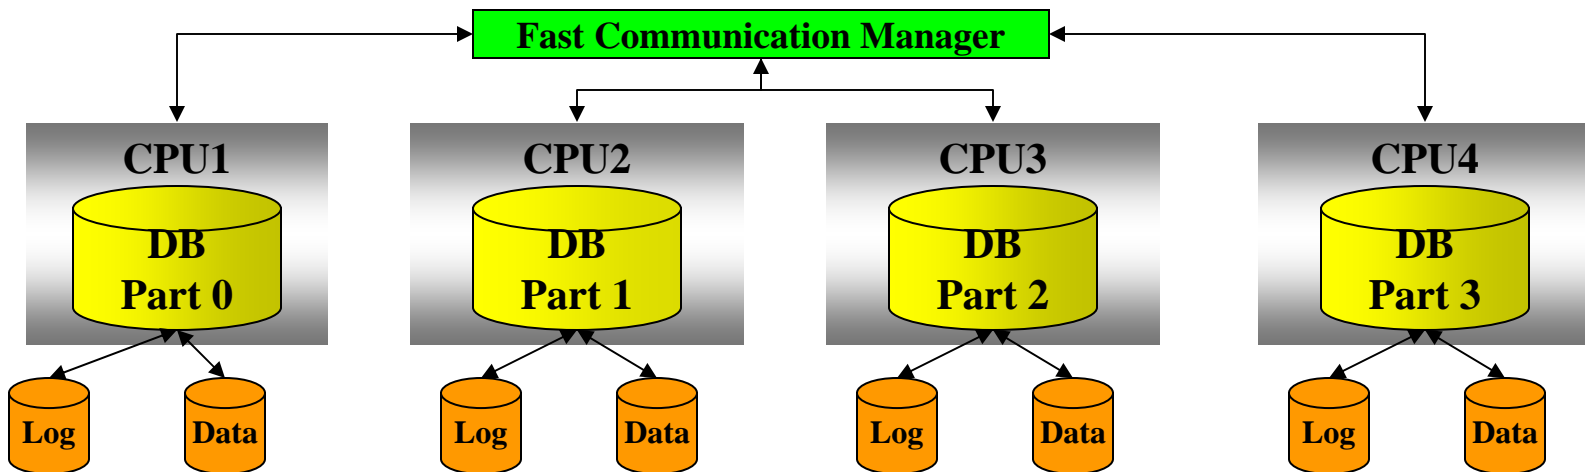 Fast Communication Manager
CPU1
DB
Part 0
Log
Data
CPU2
DB
Part 1
Log
Data
CPU3
DB
Part 2
Log
Data
CPU4
DB
Part 3
Log
Data